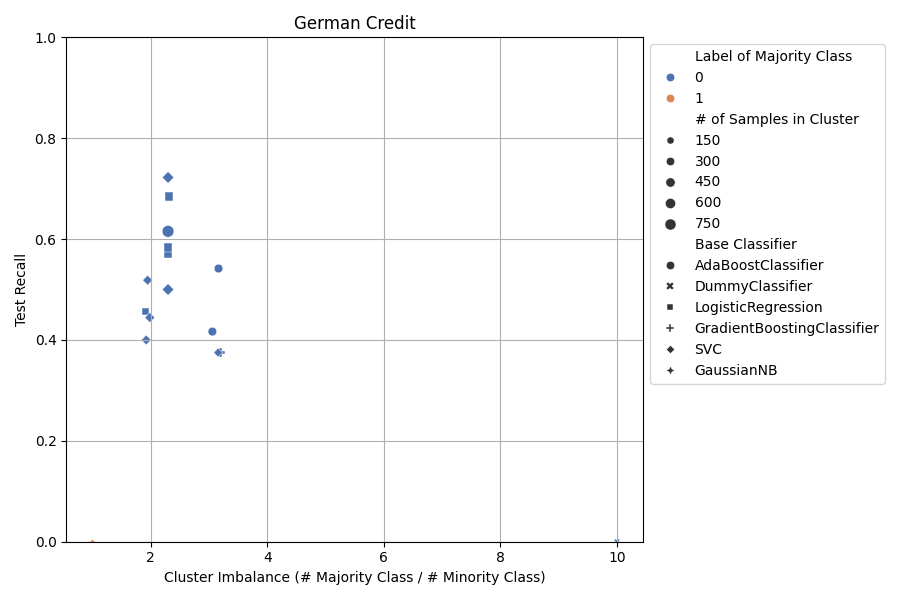 German Credit
1.0
0.8
0.6
0.4
0.2
0.0
Test Recall
2
4
6
8
10
Cluster Imbalance (# Majority Class / # Minority Class)
Label of Majority Class
0
1
# of Samples in Cluster
150
300
450
600
750
Base Classifier
AdaBoostClassifier
DummyClassifier
LogisticRegression
GradientBoostingClassifier
SVC
GaussianNB